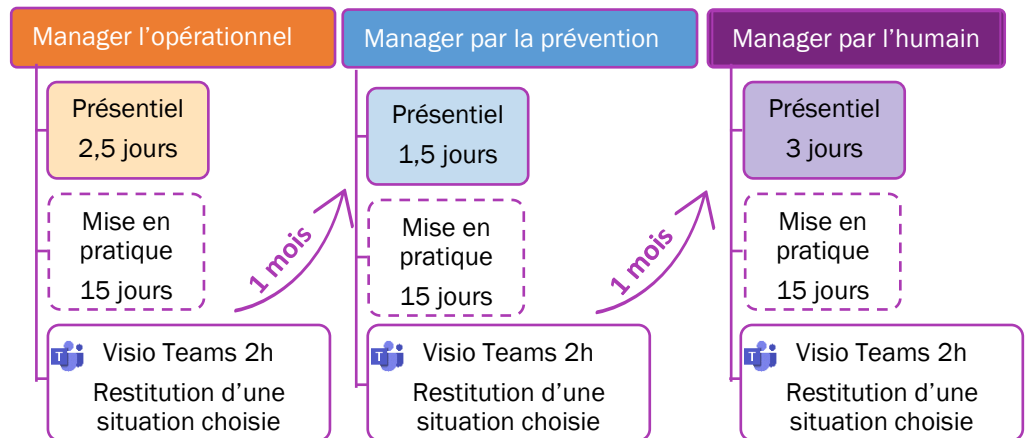 Manager l’opérationnel
Présentiel
2,5 jours
Mise en
pratique
15 jours
Visio Teams 2h
Restitution d’une
situation choisie
1 mois
Manager par la prévention
Présentiel
1,5 jours
Mise en
pratique
15 jours
Visio Teams 2h
Restitution d’une
situation choisie
1 mois
Manager par l’humain
Présentiel
3 jours
Mise en
pratique
15 jours
Visio Teams 2h
Restitution d’une
situation choisie